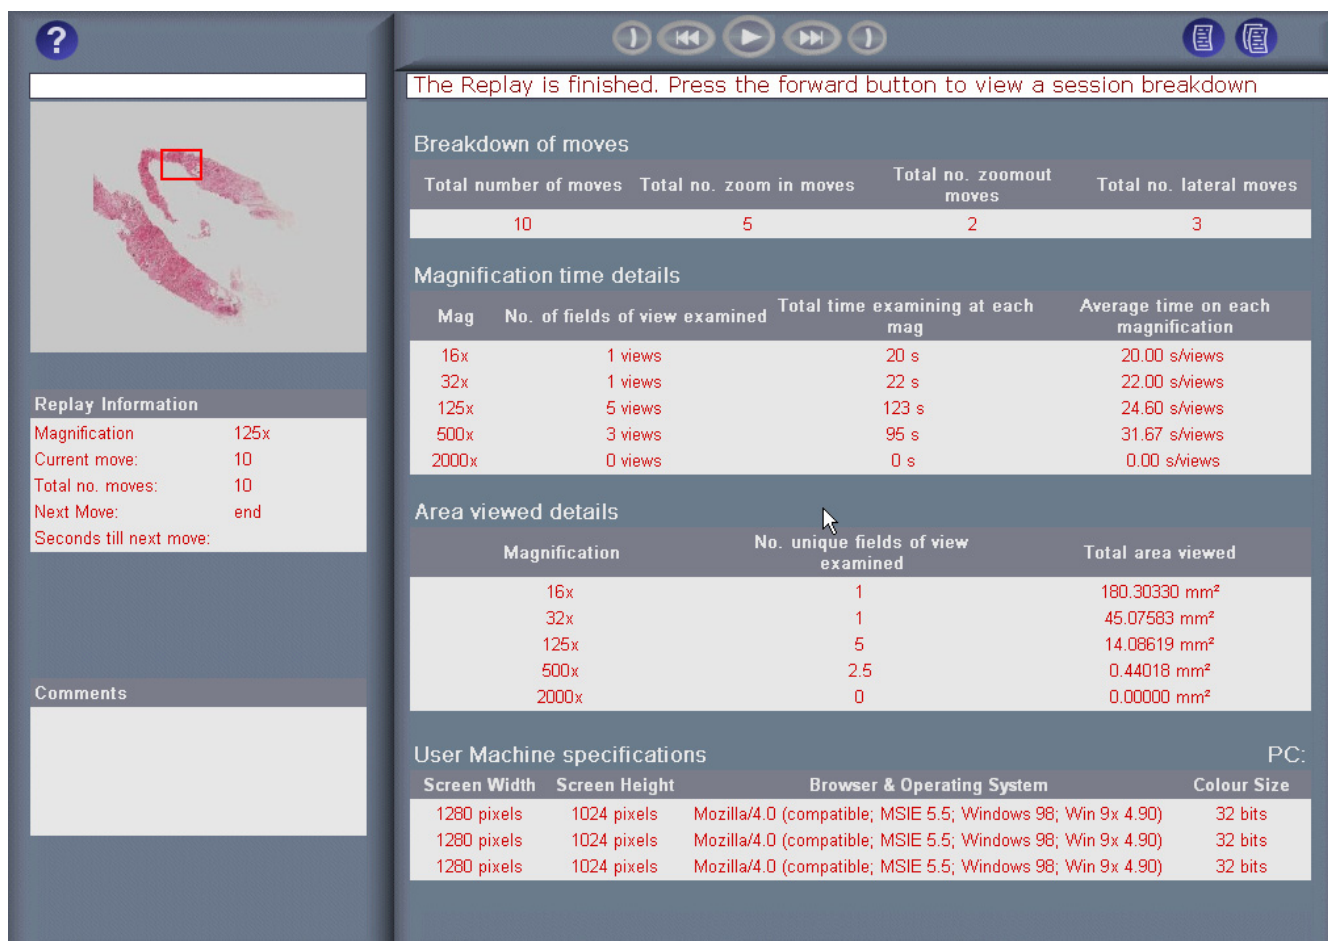 ?
The Replay is finished. Press the forward button to view a session breakdown
Breakdown of moves
Total number of moves Total no. zoom in moves Total no. zoomout moves Total no. lateral moves
10 5 2 3
Magnification time details
Mag No. of fields of view examined Total time examining at each mag Average time on each magnification
16x 1 views 20 s 20.00 s/views
32x 1 views 22 s 22.00 s/views
125x 5 views 123 s 24.60 s/views
500x 3 views 95 s 31.67 s/views
2000x 0 views 0 s 0.00 s/views
Replay Information
Magnification 125x
Current move: 10
Total no. moves: 10
Next Move: end
Seconds till next move:
Area viewed details
Magnification No. unique fields of view examined Total area viewed
16x 1 180.30330 mm²
32x 1 45.07583 mm²
125x 5 14.08619 mm²
500x 2.5 0.44018 mm²
2000x 0 0.00000 mm²
Comments
User Machine specifications PC:
Screen Width Screen Height Browser & Operating System Colour Size
1280 pixels 1024 pixels Mozilla/4.0 (compatible; MSIE 5.5; Windows 98; Win 9x 4.90) 32 bits
1280 pixels 1024 pixels Mozilla/4.0 (compatible; MSIE 5.5; Windows 98; Win 9x 4.90) 32 bits
1280 pixels 1024 pixels Mozilla/4.0 (compatible; MSIE 5.5; Windows 98; Win 9x 4.90) 32 bits